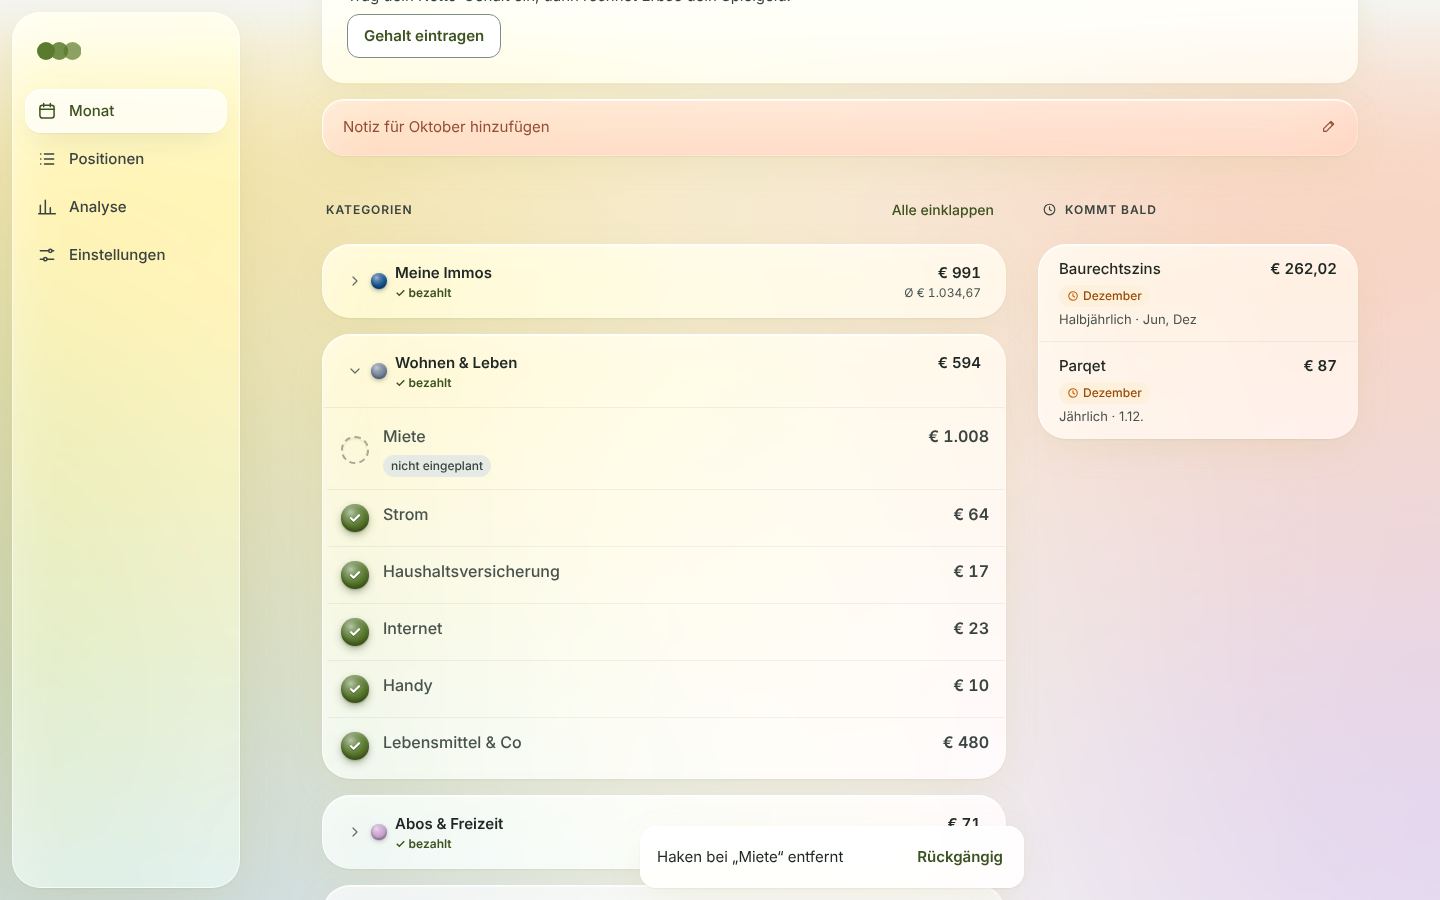 Gehalt eintragen
Monat
Positionen
Analyse
Einstellungen
Notiz für Oktober hinzufügen
KATEGORIEN
Alle einklappen
Meine Immos
€ 991
✓ bezahlt
Ø € 1.034,67
Wohnen & Leben
€ 594
✓ bezahlt
Miete
€ 1.008
nicht eingeplant
Strom
€ 64
Haushaltsversicherung
€ 17
Internet
€ 23
Handy
€ 10
Lebensmittel & Co
€ 480
Abos & Freizeit
€ 71
✓ bezahlt
KOMMT BALD
Baurechtszins
€ 262,02
Dezember
Halbjährlich · Jun, Dez
Parqet
€ 87
Dezember
Jährlich · 1.12.
Haken bei „Miete“ entfernt
Rückgängig